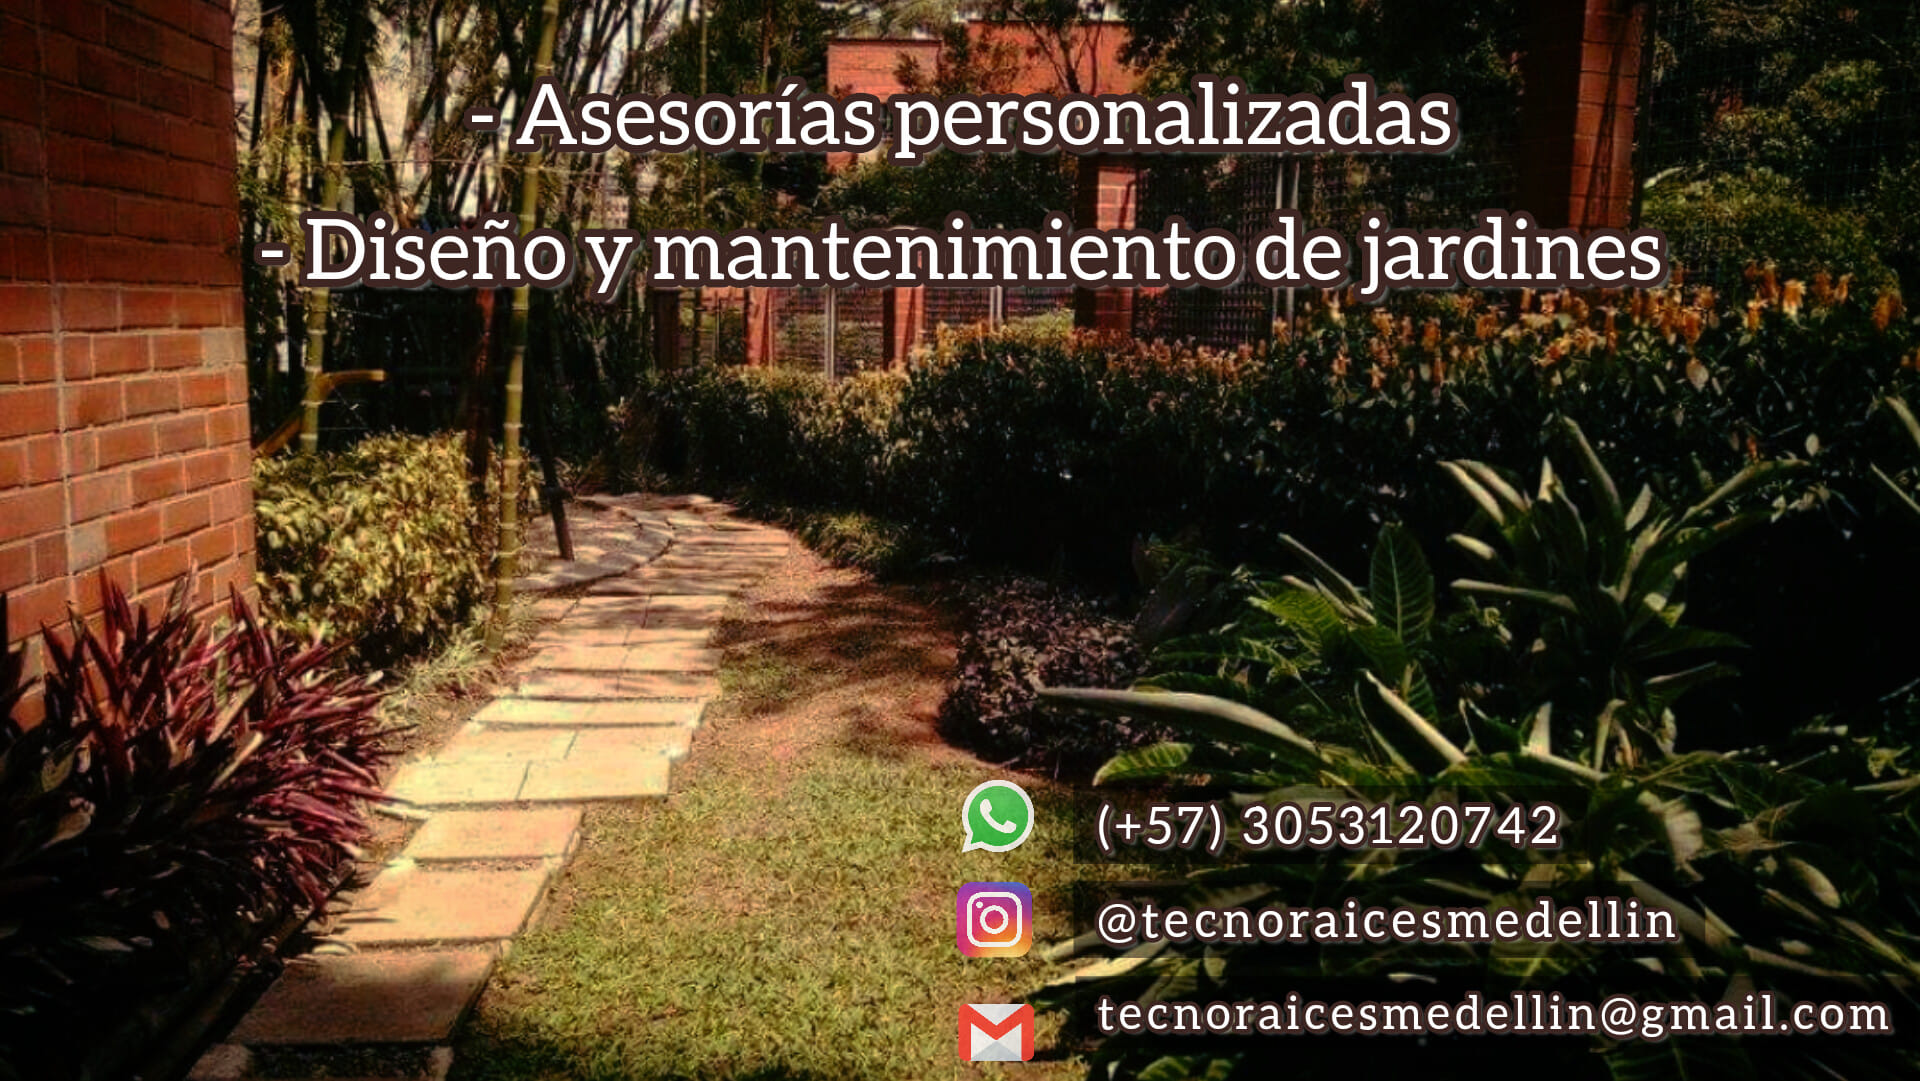 - Asesorías personalizadas
- Diseño y mantenimiento de jardines
(+57) 3053120742
@tecnoraicesmedellin
tecnoraicesmedellin@gmail.com